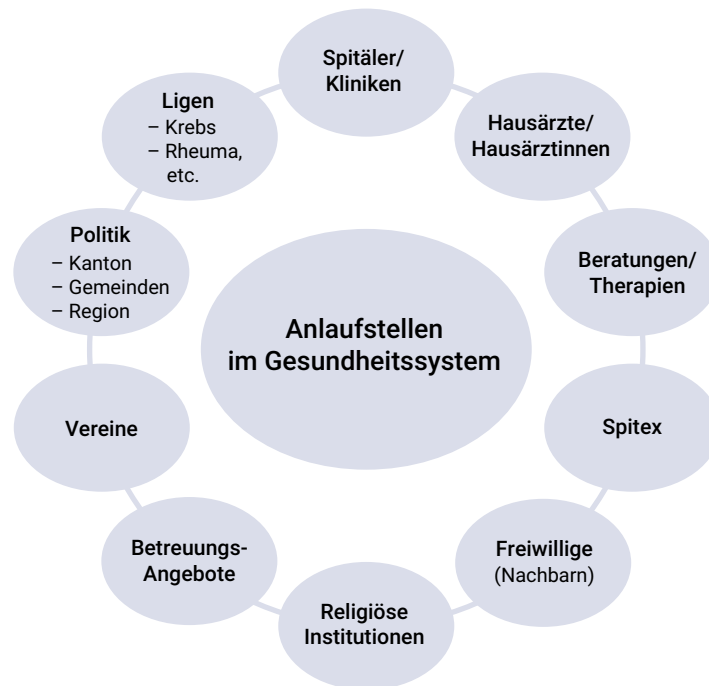 Spitäler/
Kliniken
Hausärzte/
Hausärztinnen
Beratungen/
Therapien
Spitex
Freiwillige
(Nachbarn)
Religiöse
Institutionen
Betreuungs-
Angebote
Vereine
Politik
– Kanton
– Gemeinden
– Region
Ligen
– Krebs
– Rheuma,
etc.
Anlaufstellen
im Gesundheitssystem